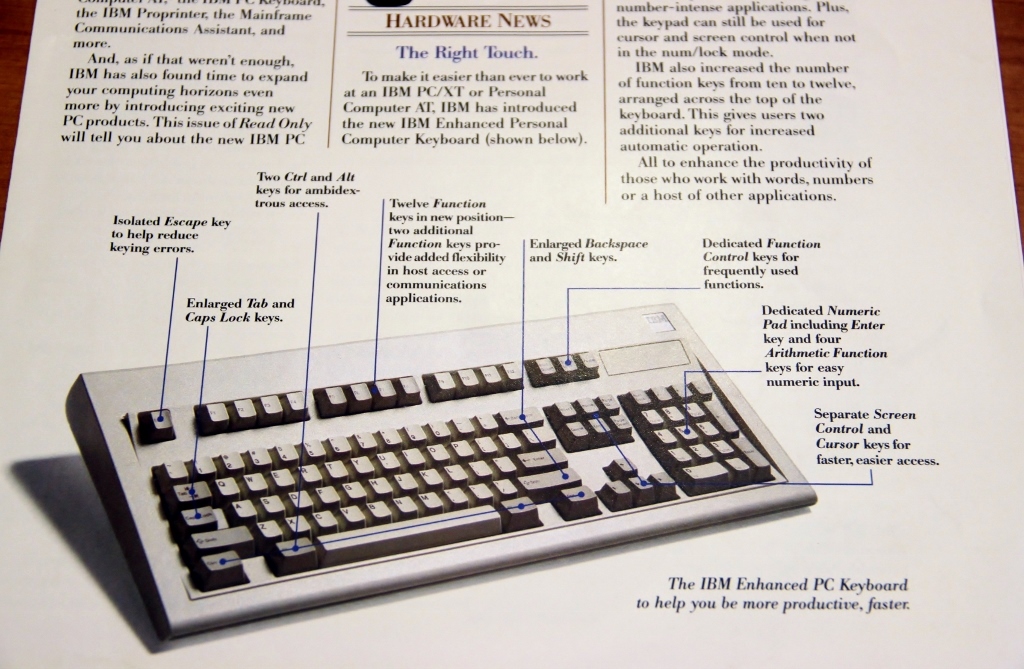 Computer AT, the IBM PC Keyboard,
the IBM Proprinter, the Mainframe
Communications Assistant, and
more.
And, as if that weren't enough,
IBM has also found time to expand
your computing horizons even
more by introducing exciting new
PC products. This issue of Read Only
will tell you about the new IBM PC
HARDWARE NEWS
The Right Touch.
To make it easier than ever to work
at an IBM PC/XT or Personal
Computer AT, IBM has introduced
the new IBM Enhanced Personal
Computer Keyboard (shown below).
number-intense applications. Plus,
the keypad can still be used for
cursor and screen control when not
in the num/lock mode.
IBM also increased the number
of function keys from ten to twelve,
arranged across the top of the
keyboard. This gives users two
additional keys for increased
automatic operation.
All to enhance the productivity of
those who work with words, numbers
or a host of other applications.
Isolated Escape key
to help reduce
keying errors.
Enlarged Tab and
Caps Lock keys.
Two Ctrl and Alt
keys for ambidex-
trous access.
Twelve Function
keys in new position—
two additional
Function keys pro-
vide added flexibility
in host access or
communications
applications.
Enlarged Backspace
and Shift keys.
Dedicated Function
Control keys for
frequently used
functions.
Dedicated Numeric
Pad including Enter
key and four
Arithmetic Function
keys for easy
numeric input.
Separate Screen
Control and
Cursor keys for
faster, easier access.
The IBM Enhanced PC Keyboard
to help you be more productive, faster.